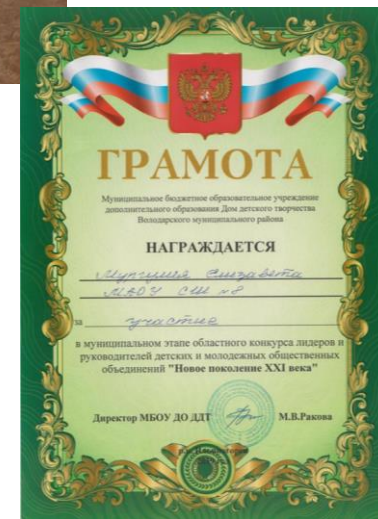 ГРАМОТА
Муниципальное бюджетное образовательное учреждение
дополнительного образования Дом детского творчества
Володарского муниципального района
НАГРАЖДАЕТСЯ
Елизавета
СШ №8
за участие
в муниципальном этапе областного конкурса лидеров и
руководителей детских и молодежных общественных
объединений "Новое поколение XXI века"
Директор МБОУ ДО ДДТ М.В.Ракова